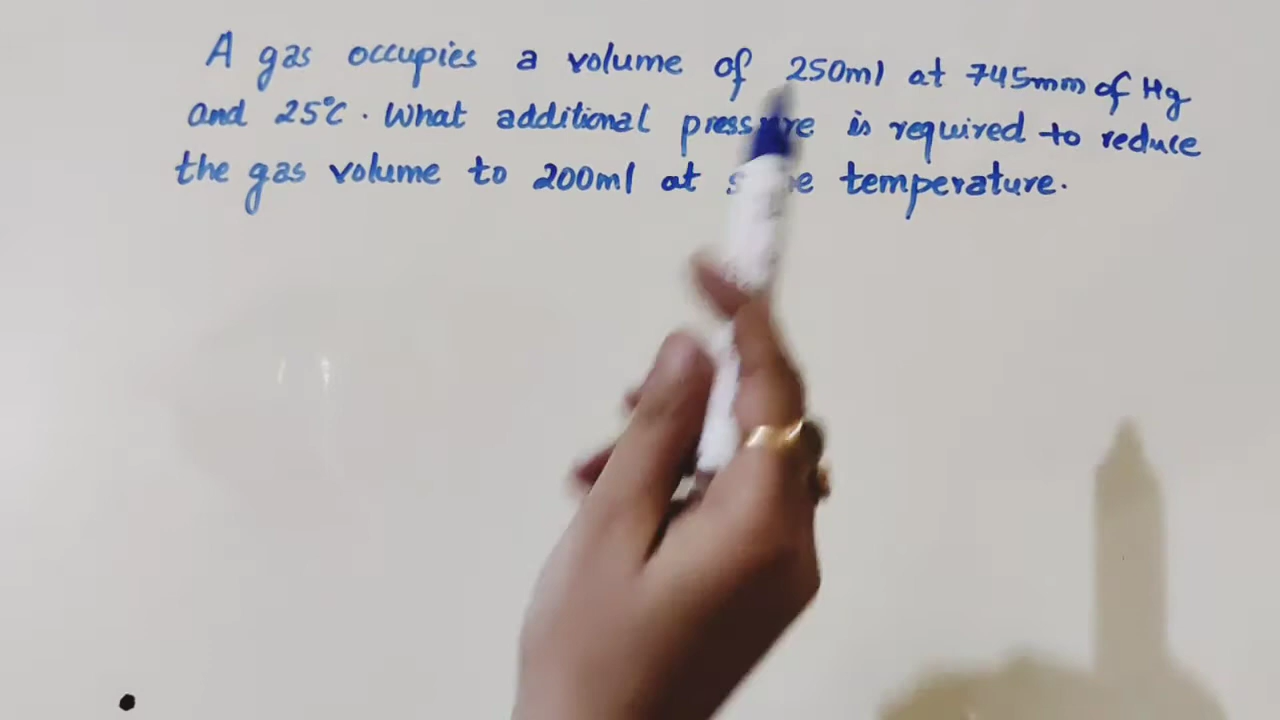 A gas occupies a volume of 250ml at 745mm of Hg
and 25°C. What additional pressure is required to reduce
the gas volume to 200ml at temperature.